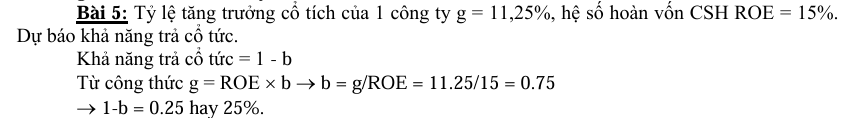 Bài 5: Tỷ lệ tăng trưởng cổ tích của 1 công ty g = 11,25%, hệ số hoàn vốn CSH ROE = 15%.
Dự báo khả năng trả cổ tức.
Khả năng trả cổ tức = 1 - b
Từ công thức g = ROE × b → b = g/ROE = 11.25/15 = 0.75
→ 1-b = 0.25 hay 25%.